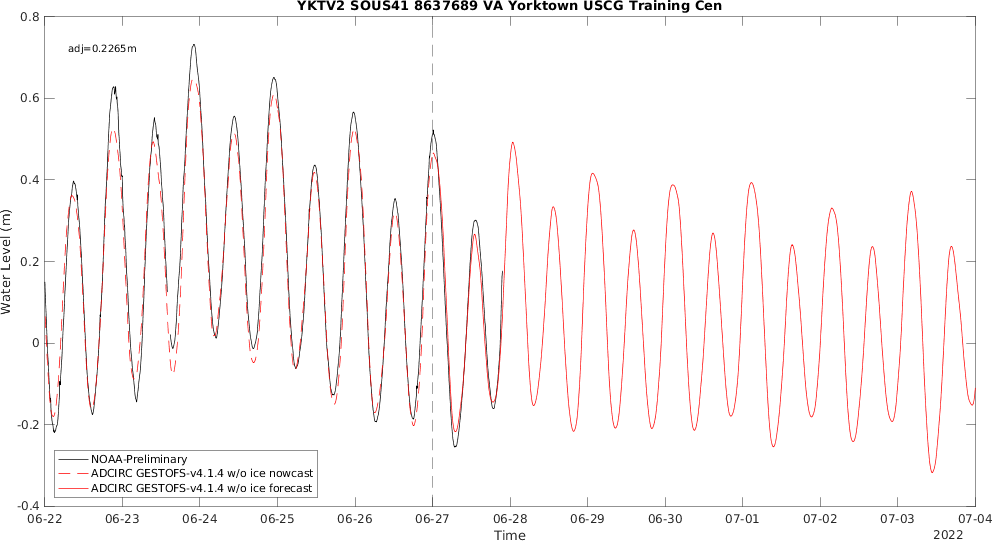 YKTV2 SOUS41 8637689 VA Yorktown USCG Training Cen
adj=0.2265m
0.8
0.6
0.4
0.2
0
-0.2
-0.4
Water Level (m)
NOAA-Preliminary
ADCIRC GESTOFS-v4.1.4 w/o ice nowcast
ADCIRC GESTOFS-v4.1.4 w/o ice forecast
06-22 06-23 06-24 06-25 06-26 06-27 06-28 06-29 06-30 07-01 07-02 07-03 07-04
Time
2022